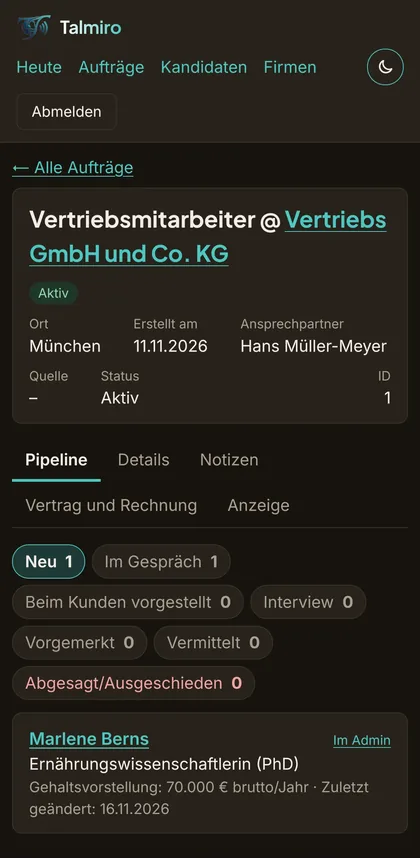 Talmiro
Heute Aufträge Kandidaten Firmen
Abmelden
← Alle Aufträge
Vertriebsmitarbeiter @ Vertriebs
GmbH und Co. KG
Aktiv
Ort Erstellt am Ansprechpartner
München 11.11.2026 Hans Müller-Meyer
Quelle Status ID
– Aktiv 1
Pipeline Details Notizen
Vertrag und Rechnung Anzeige
Neu 1 Im Gespräch 1
Beim Kunden vorgestellt 0 Interview 0
Vorgemerkt 0 Vermittelt 0
Abgesagt/Ausgeschieden 0
Marlene Berns Im Admin
Ernährungswissenschaftlerin (PhD)
Gehaltsvorstellung: 70.000 € brutto/Jahr · Zuletzt
geändert: 16.11.2026